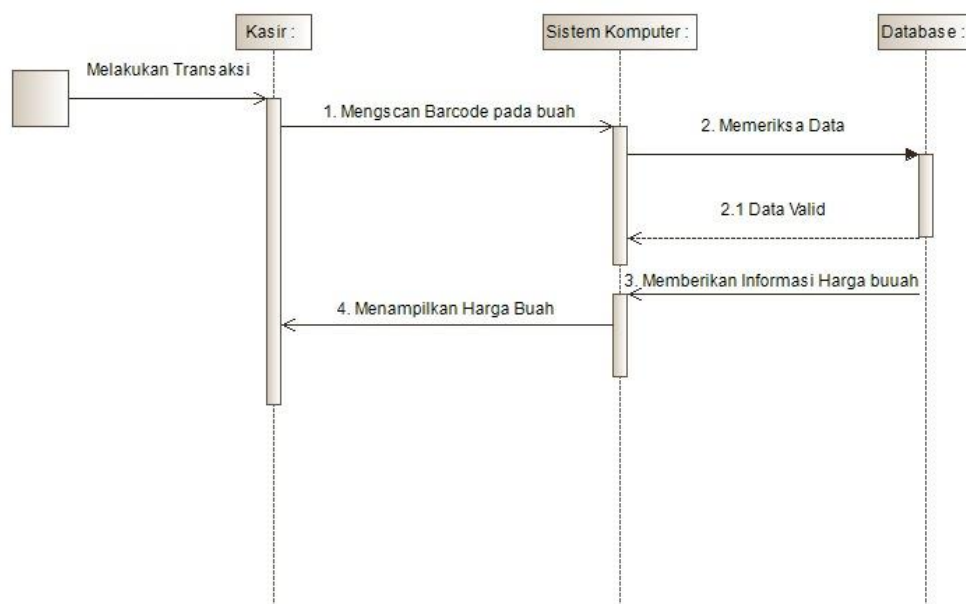 Kasir :
Sistem Komputer :
Database :
Melakukan Transaksi
1. Mengscan Barcode pada buah
2. Memeriksa Data
2.1 Data Valid
3. Memberikan Informasi Harga buuah
4. Menampilkan Harga Buah